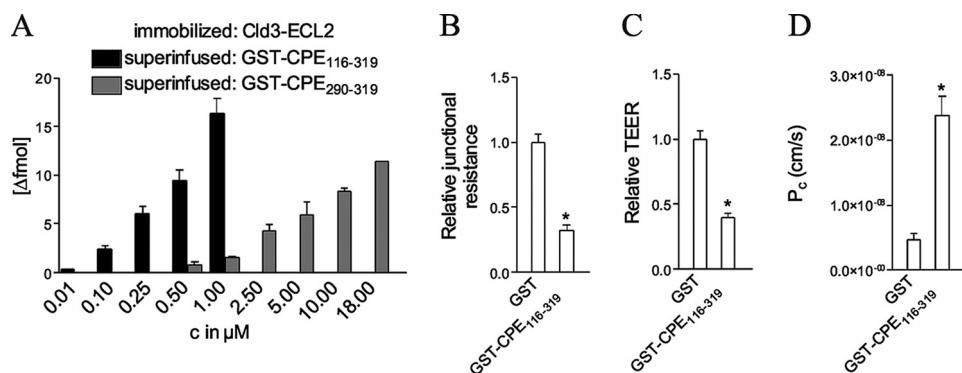 A
immobilized: Cld3-ECL2
superinfused: GST-CPE116-319
superinfused: GST-CPE290-319
[Δfmol]
20
15
10
5
0
0.01
0.10
0.25
0.50
1.00
2.50
5.00
10.00
18.00
c in µM
B
Relative junctional
resistance
1.5
1.0
0.5
0.0
*
GST
GST-CPE116-319
C
Relative TEER
1.5
1.0
0.5
0.0
*
GST
GST-CPE116-319
D
Pc (cm/s)
3.0×10-08
2.0×10-08
1.0×10-08
*
GST
GST-CPE116-319